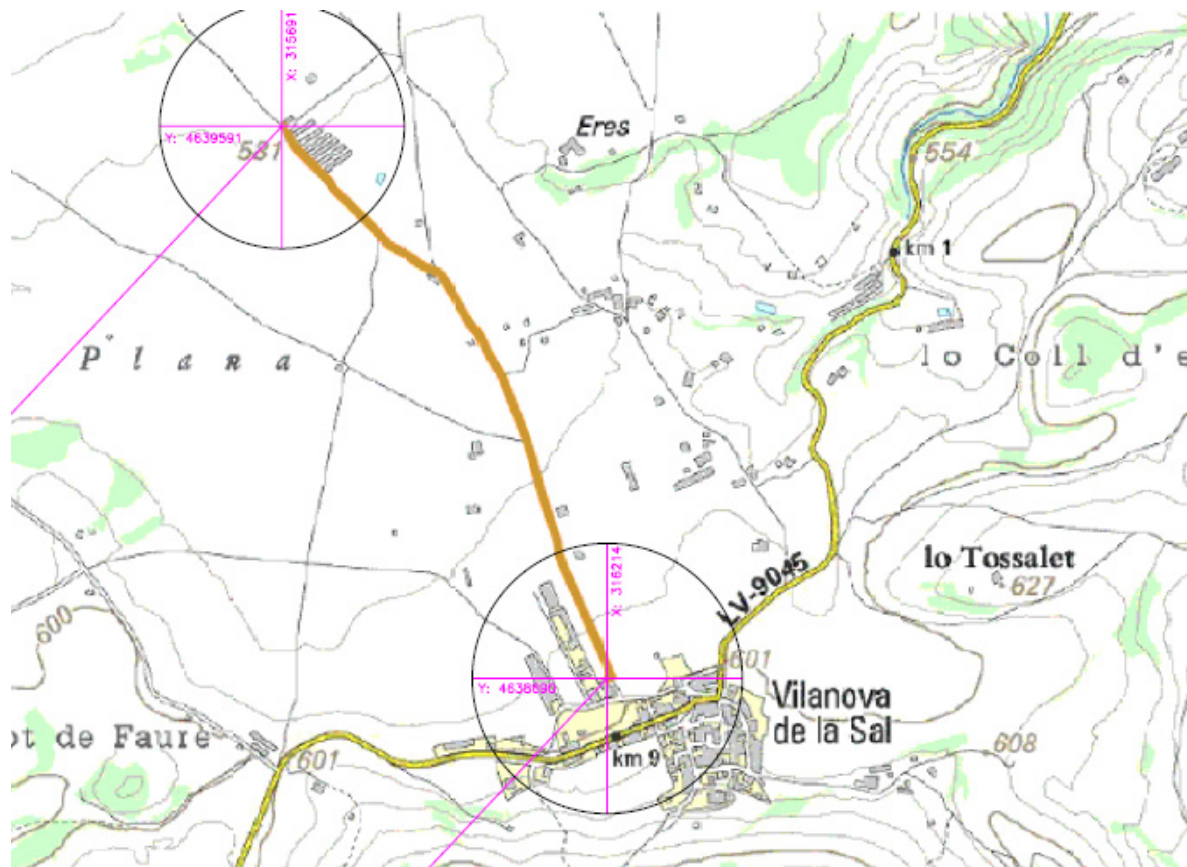 X: 315691
Y: 4639591
531
Eres
554
km 1
P l a n a
lo Coll d'e
lo Tossalet
627
LV-9045
X: 316214
600
601
Y: 4638690
Vilanova
de la Sal
ot de Faure
601
km 9
608